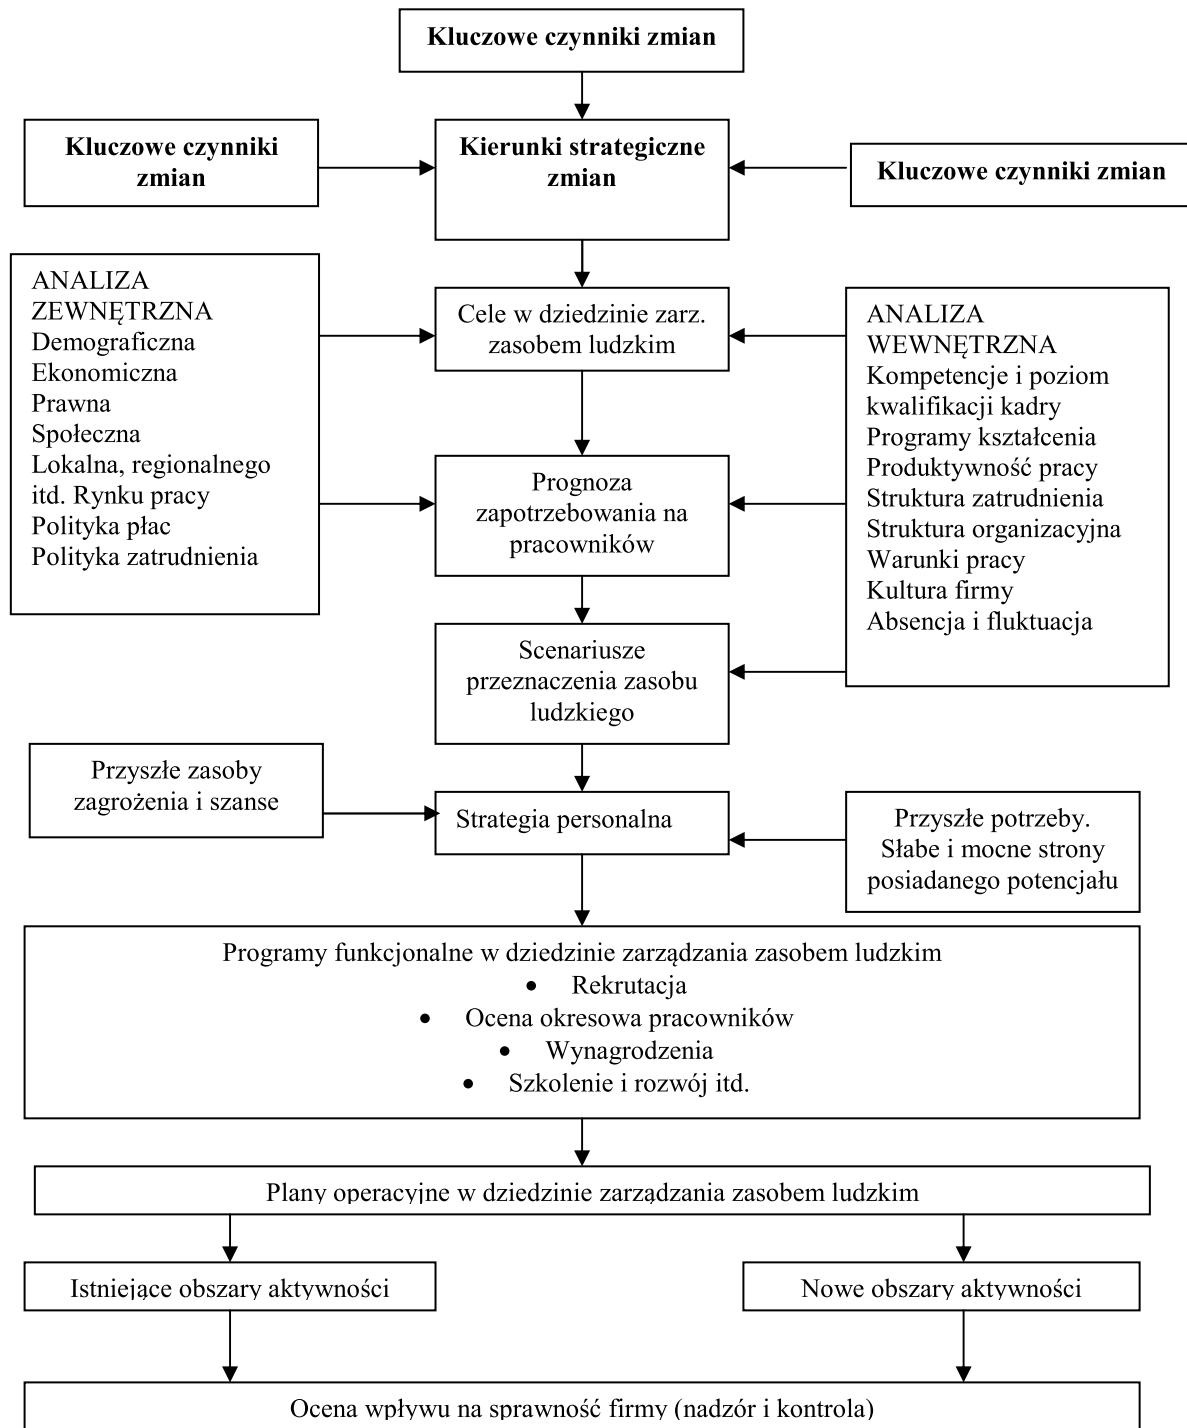 Kluczowe czynniki zmian
Kluczowe czynniki
zmian
Kierunki strategiczne
zmian
Kluczowe czynniki zmian
ANALIZA
ZEWNĘTRZNA
Demograficzna
Ekonomiczna
Prawna
Społeczna
Lokalna, regionalnego
itd. Rynku pracy
Polityka płac
Polityka zatrudnienia
Cele w dziedzinie zarz.
zasobem ludzkim
ANALIZA
WEWNĘTRZNA
Kompetencje i poziom
kwalifikacji kadry
Programy kształcenia
Produktywność pracy
Struktura zatrudnienia
Struktura organizacyjna
Warunki pracy
Kultura firmy
Absencja i fluktuacja
Prognoza
zapotrzebowania na
pracowników
Scenariusze
przeznaczenia zasobu
ludzkiego
Przyszłe zasoby
zagrożenia i szanse
Strategia personalna
Przyszłe potrzeby.
Słabe i mocne strony
posiadanego potencjału
Programy funkcjonalne w dziedzinie zarządzania zasobem ludzkim
• Rekrutacja
• Ocena okresowa pracowników
• Wynagrodzenia
• Szkolenie i rozwój itd.
Plany operacyjne w dziedzinie zarządzania zasobem ludzkim
Istniejące obszary aktywności
Nowe obszary aktywności
Ocena wpływu na sprawność firmy (nadzór i kontrola)